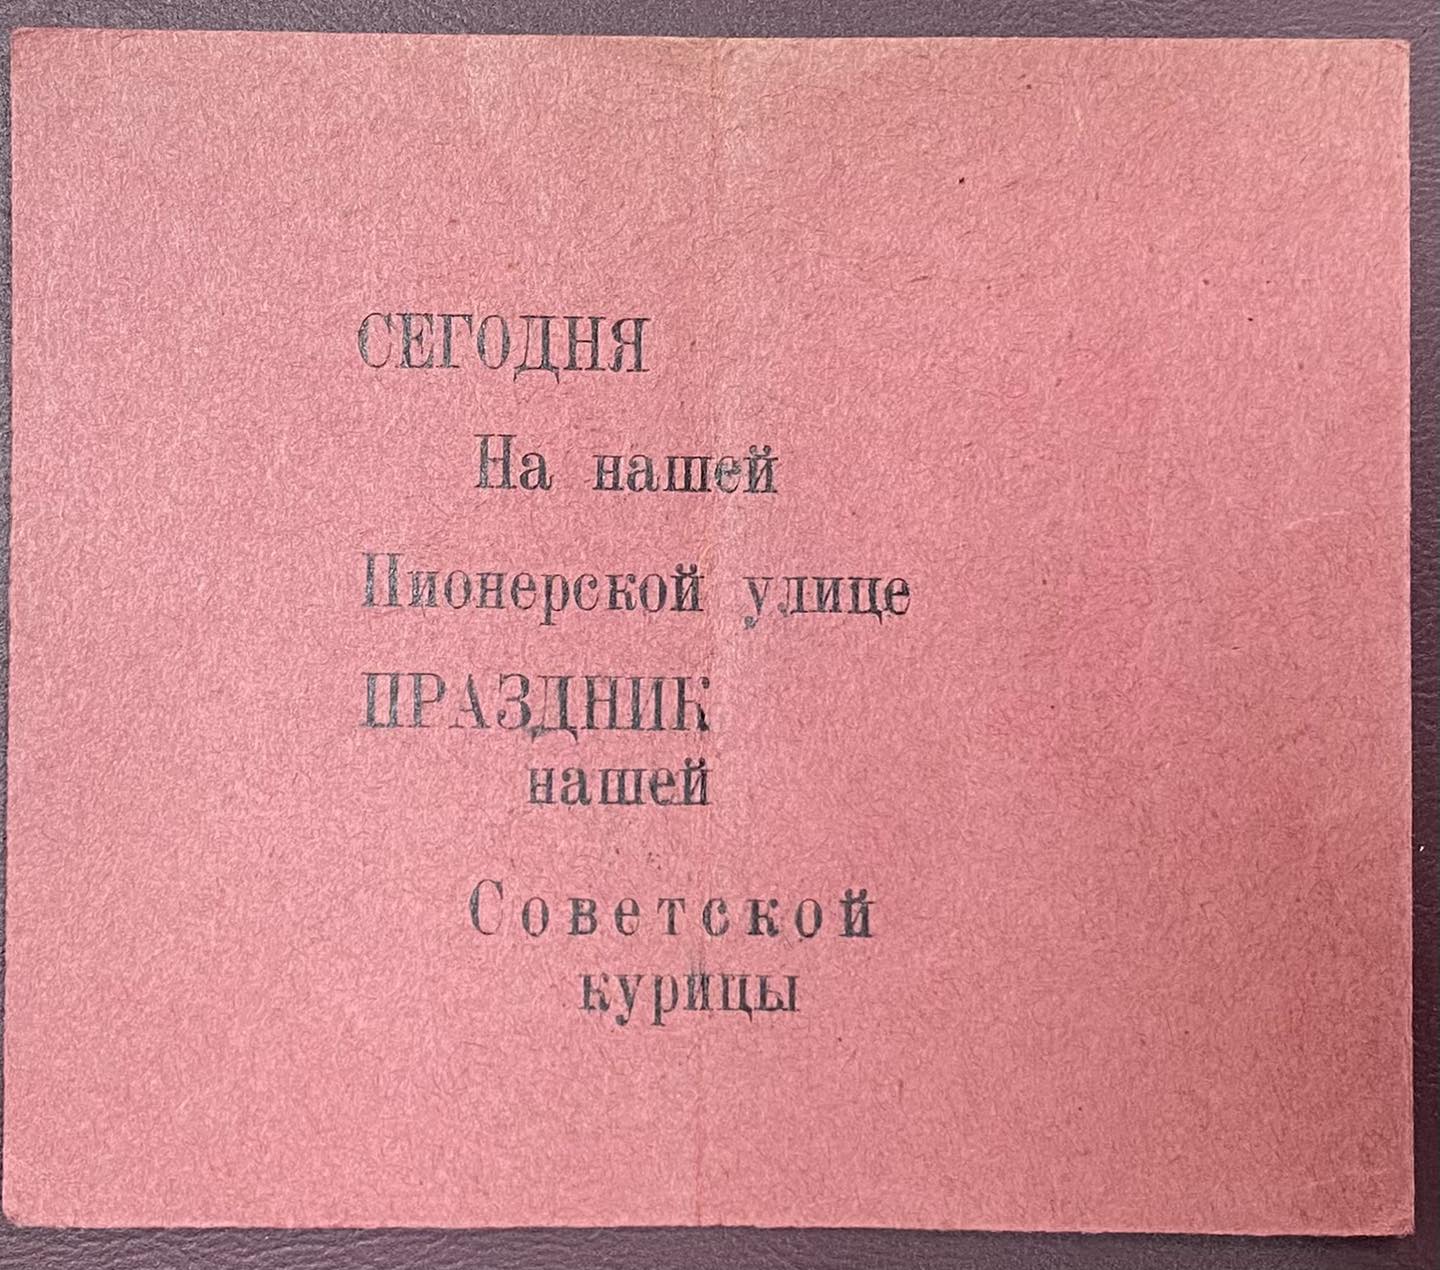 СЕГОДНЯ
На нашей
Пионерской улице
ПРАЗДНИК
нашей
Советской
курицы